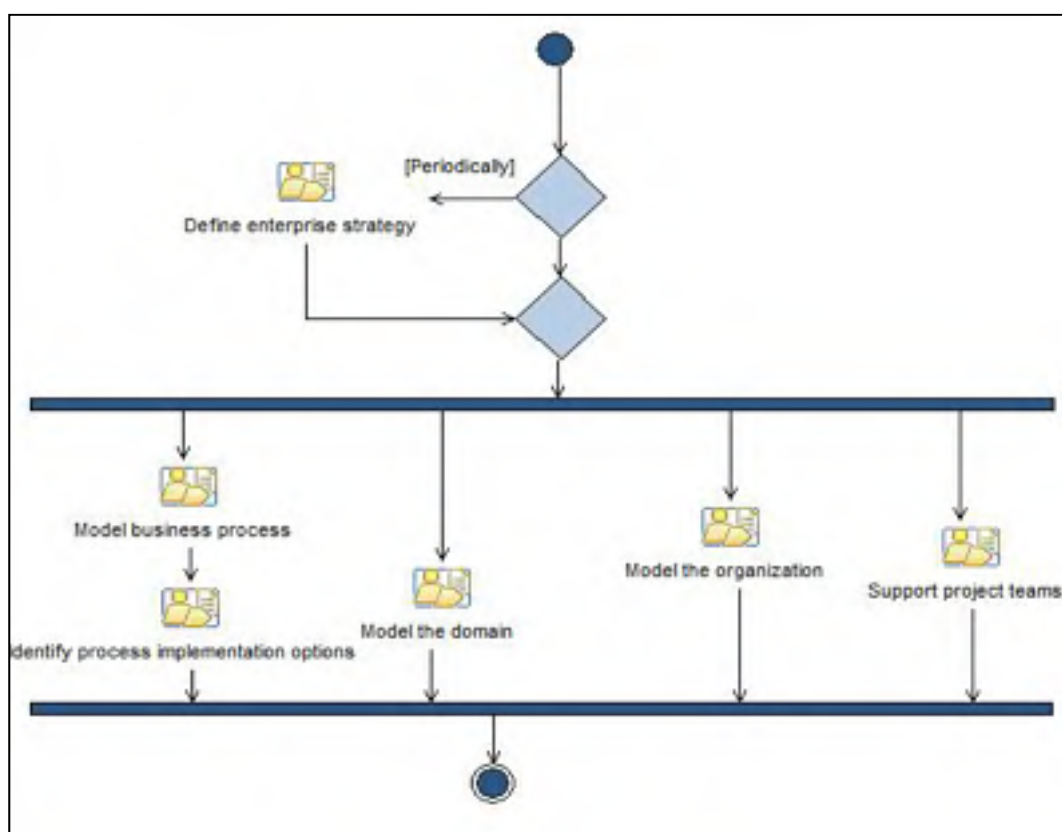 [Periodically]
Define enterprise strategy
Model business process
Identify process implementation options
Model the domain
Model the organization
Support project teams